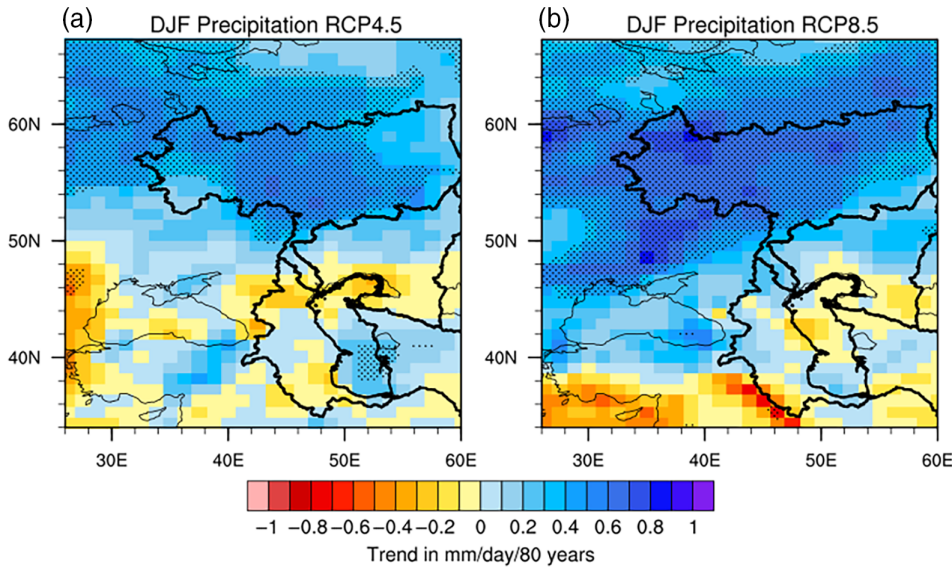 (a) DJF Precipitation RCP4.5
(b) DJF Precipitation RCP8.5
60N
50N
40N
30E 40E 50E 60E
60N
50N
40N
30E 40E 50E 60E
−1 −0.8 −0.6 −0.4 −0.2 0 0.2 0.4 0.6 0.8 1
Trend in mm/day/80 years